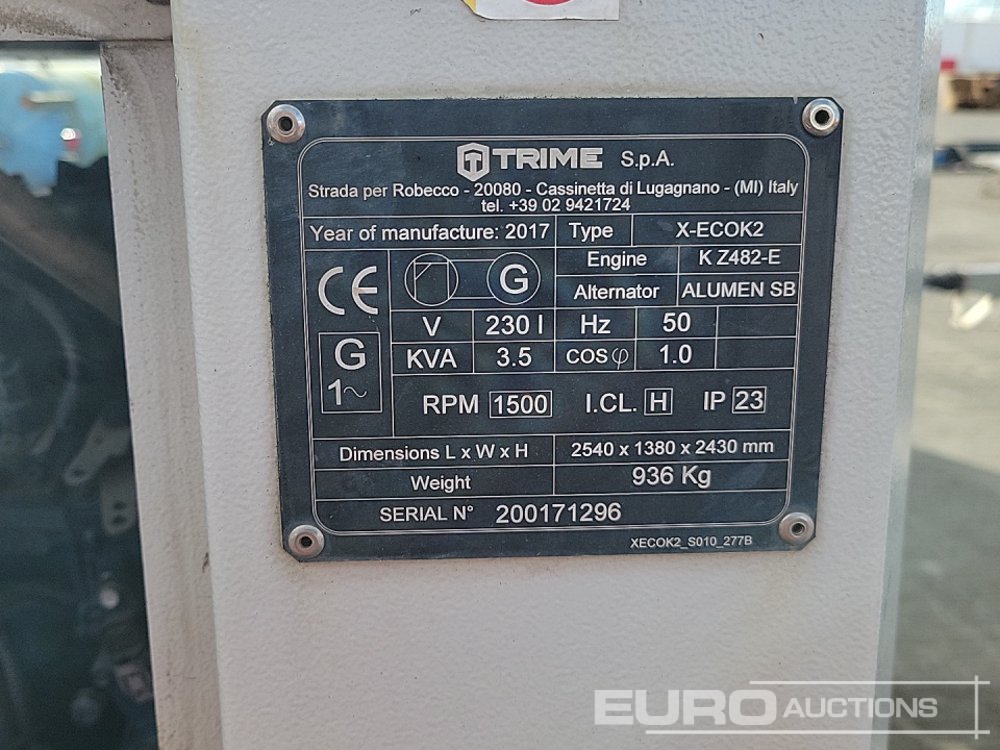 TRIME S.p.A.
Strada per Robecco - 20080 - Cassinetta di Lugagnano - (MI) Italy
tel. +39 02 9421724
Year of manufacture: 2017 Type X-ECOK2
Engine K Z482-E
G
Alternator ALUMEN SB
CE
V 230 I Hz 50
KVA 3.5 COS φ 1.0
G
1~
RPM 1500 I.CL. H IP 23
Dimensions L x W x H 2540 x 1380 x 2430 mm
Weight 936 Kg
SERIAL N° 200171296
XECOK2_S010_277B
EURO AUCTIONS